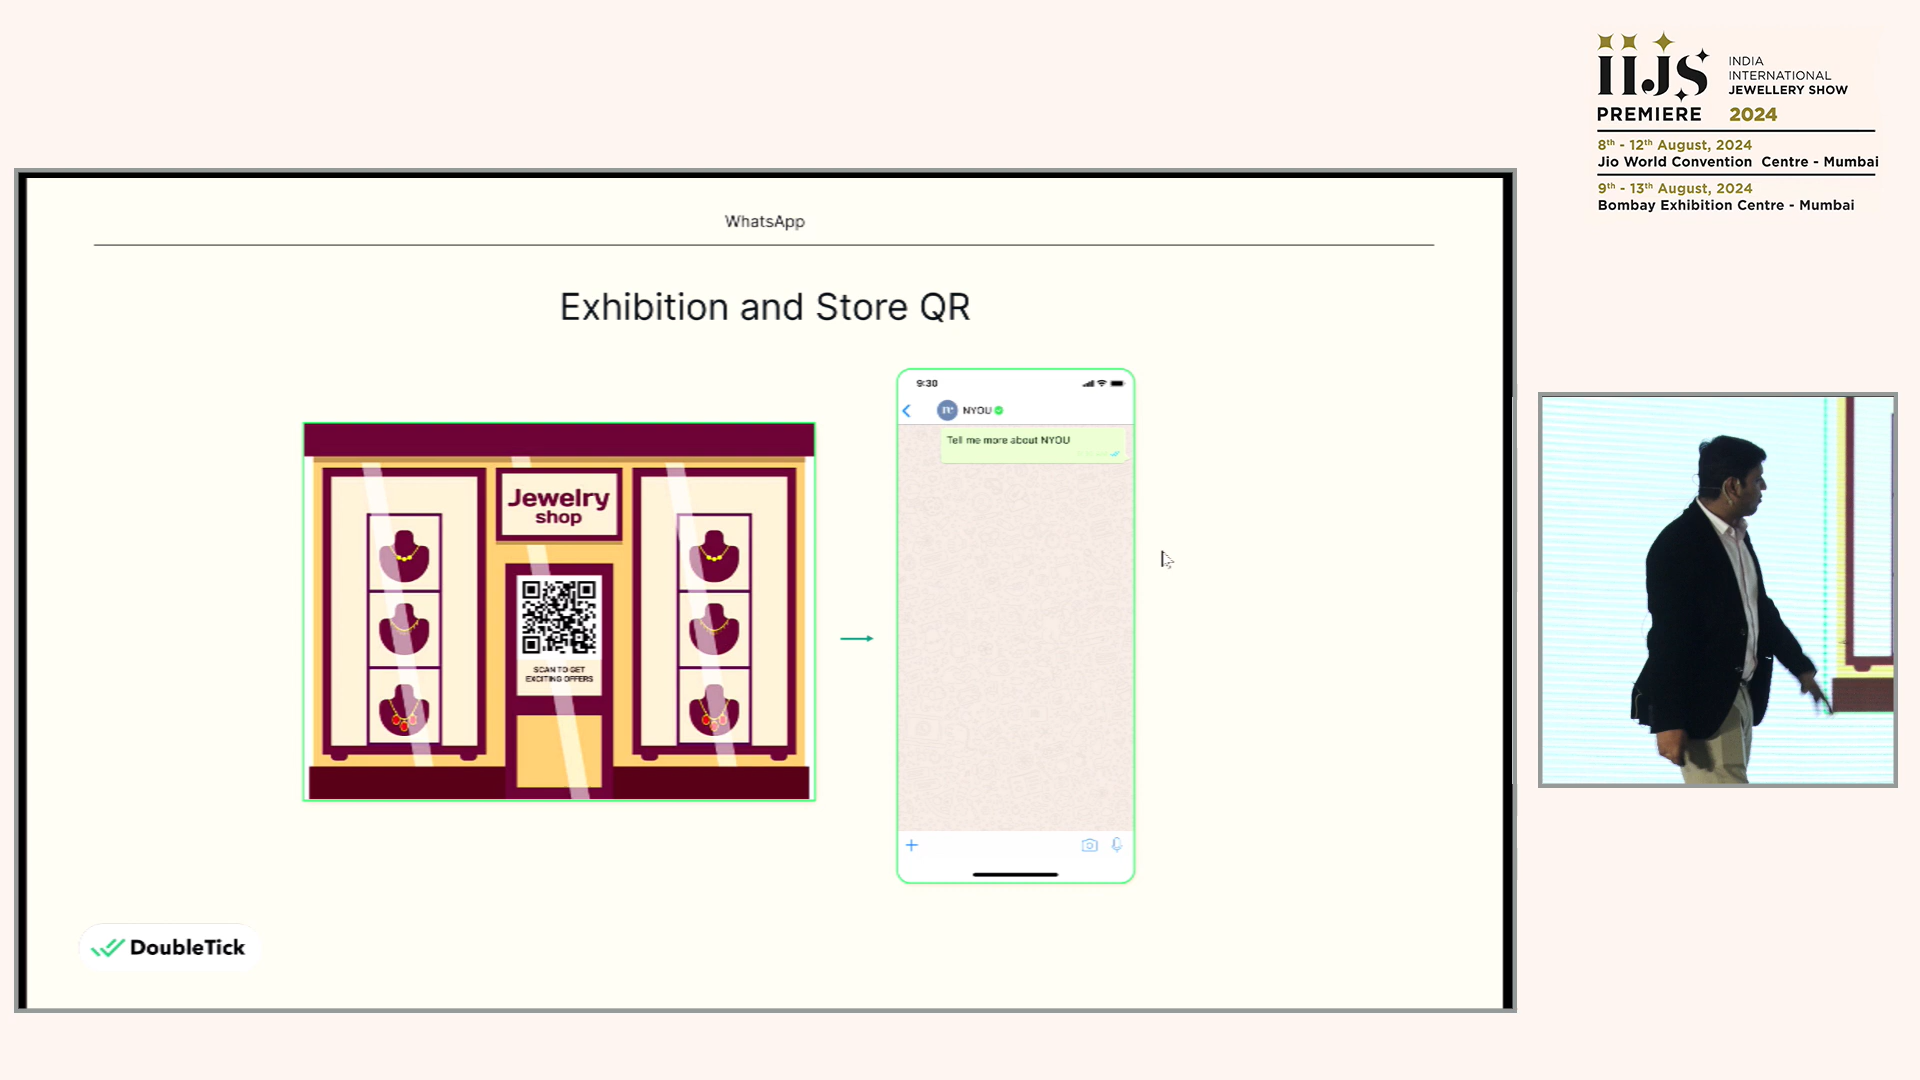 IIJS
INDIA
INTERNATIONAL
JEWELLERY SHOW
PREMIERE 2024
8th - 12th August, 2024
Jio World Convention Centre - Mumbai
9th - 13th August, 2024
Bombay Exhibition Centre - Mumbai
WhatsApp
Exhibition and Store QR
Jewelry
shop
SCAN TO GET
EXCITING OFFERS
9:30
NYOU
Tell me more about NYOU
DoubleTick